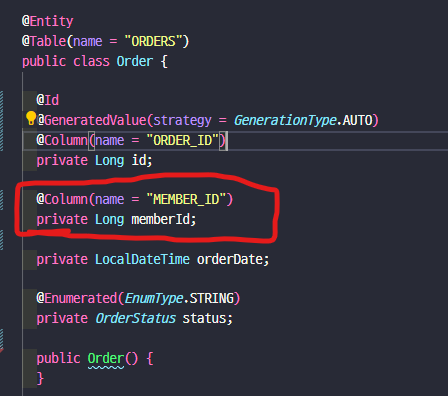 @Entity
@Table(name = "ORDERS")
public class Order {
@Id
@GeneratedValue(strategy = GenerationType.AUTO)
@Column(name = "ORDER_ID")
private Long id;
@Column(name = "MEMBER_ID")
private Long memberId;
private LocalDateTime orderDate;
@Enumerated(EnumType.STRING)
private OrderStatus status;
public Order() {
}